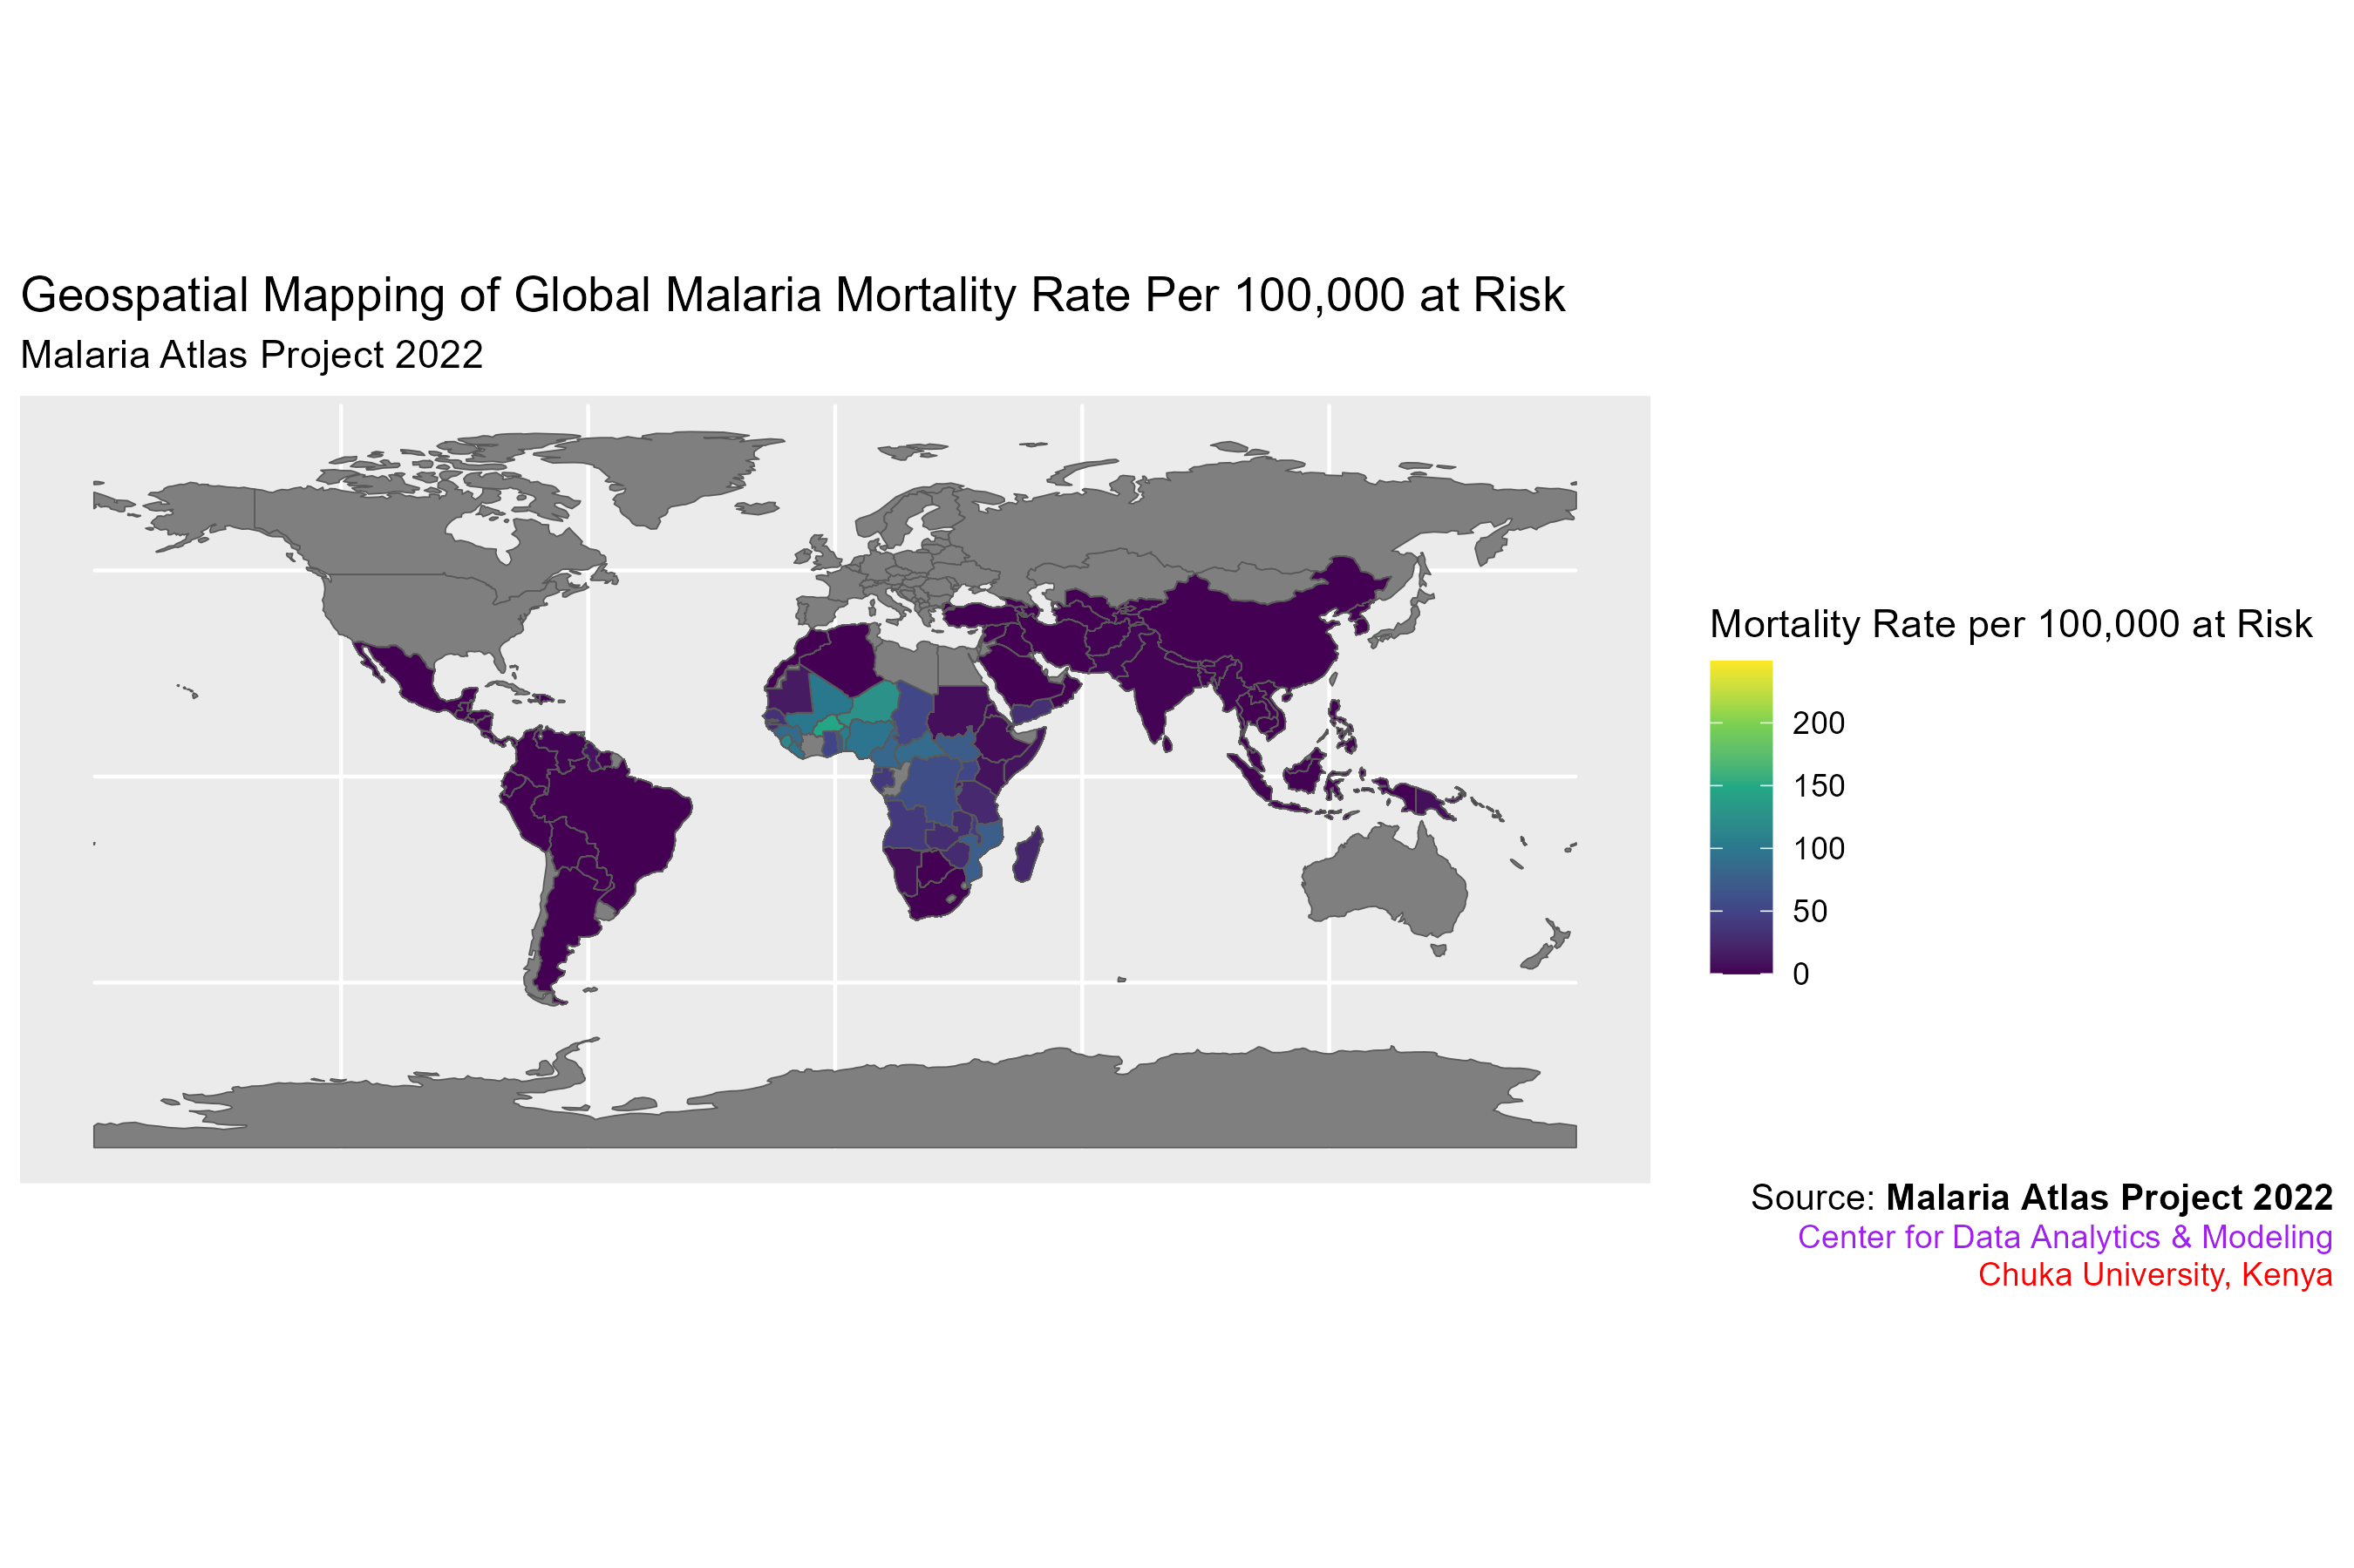 Geospatial Mapping of Global Malaria Mortality Rate Per 100,000 at Risk
Malaria Atlas Project 2022
Mortality Rate per 100,000 at Risk
200
150
100
50
0
Source: Malaria Atlas Project 2022
Center for Data Analytics & Modeling
Chuka University, Kenya